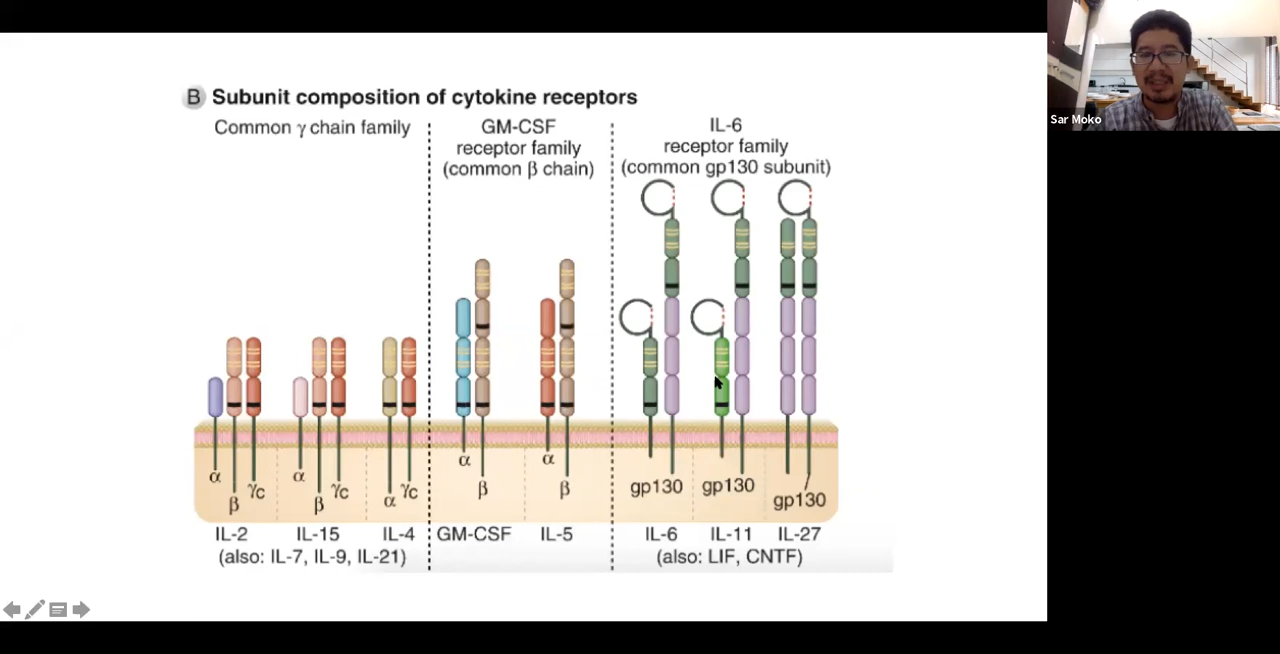 B Subunit composition of cytokine receptors
Common γ chain family
GM-CSF
receptor family
(common β chain)
IL-6
receptor family
(common gp130 subunit)
α
β
γc
α
β
γc
α
γc
α
β
α
β
gp130
gp130
gp130
IL-2
IL-15
IL-4
(also: IL-7, IL-9, IL-21)
GM-CSF
IL-5
IL-6
IL-11
IL-27
(also: LIF, CNTF)
Sar Moko